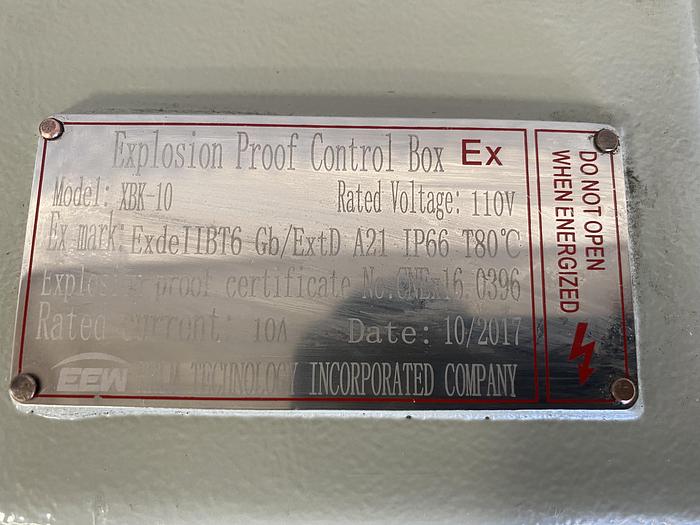 Explosion Proof Control Box Ex
Model: XBK-10 Rated Voltage: 110V
Ex mark: ExdeIIBT6 Gb/ExtD A21 IP66 T80℃
Explosion proof certificate No.CNEx16.0396
Rated current: 10A Date: 10/2017
EEW TECHNOLOGY INCORPORATED COMPANY
DO NOT OPEN
WHEN ENERGIZED